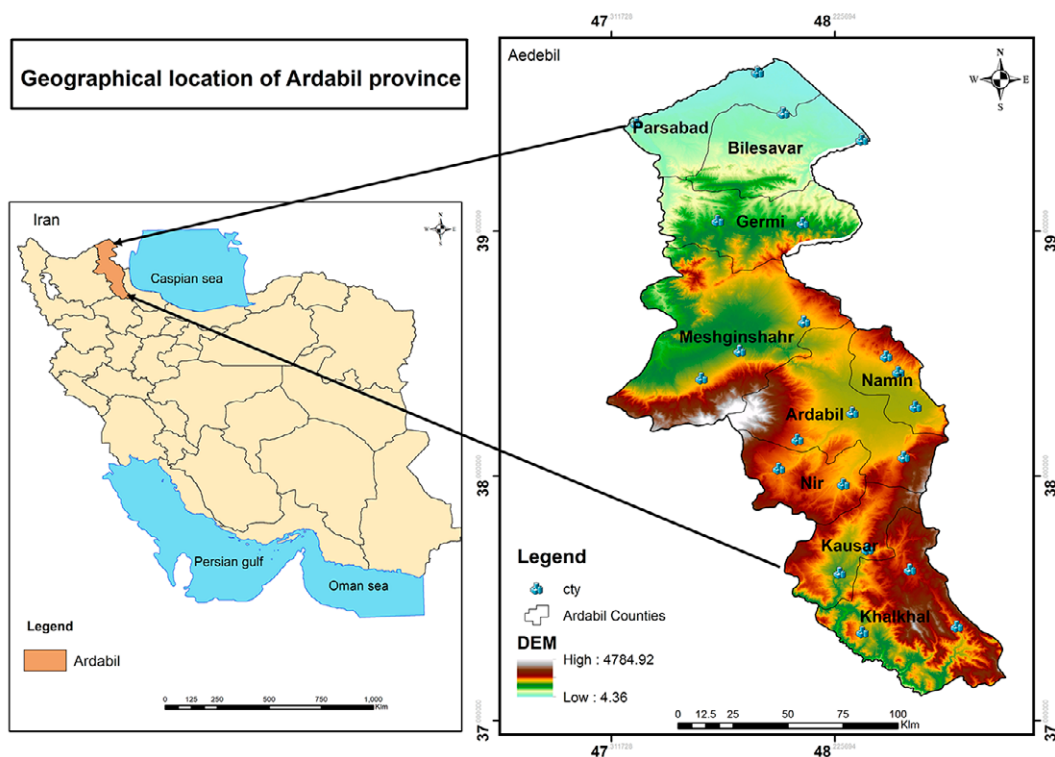 Geographical location of Ardabil province
Iran
N
W E
S
Caspian sea
Persian gulf
Oman sea
Legend
Ardabil
0 125 250 500 750 1,000
Klm
47 48
Aedebil
N
W E
S
39
38
37
Parsabad
Bilesavar
Germi
Meshginshahr
Namin
Ardabil
Nir
Kausar
Khalkhal
Legend
cty
Ardabil Counties
DEM
High : 4784.92
Low : 4.36
0 12.5 25 50 75 100
Klm
47 48